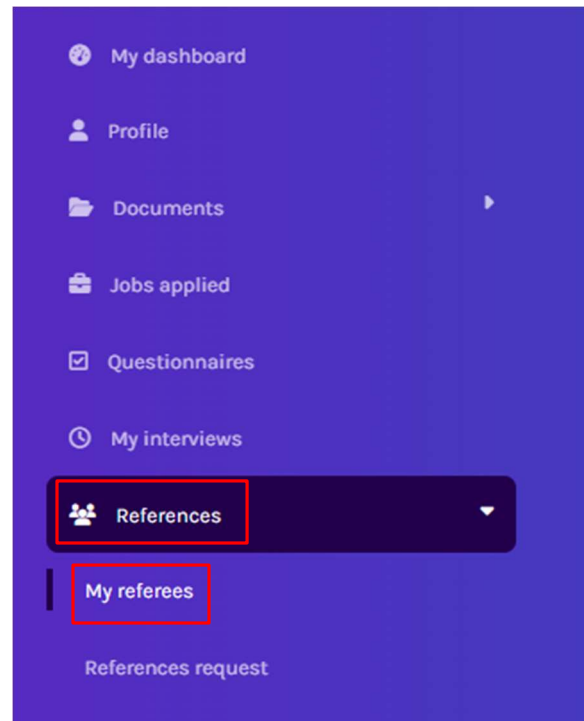 My dashboard
Profile
Documents
Jobs applied
Questionnaires
My interviews
References
My referees
References request